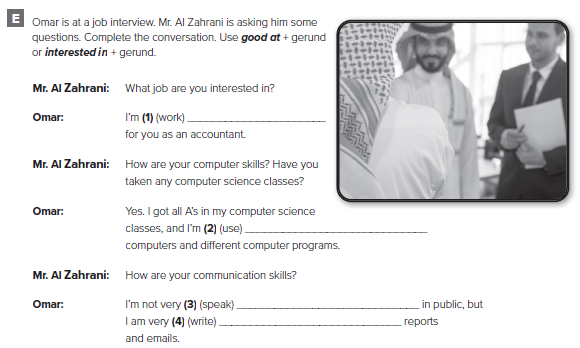 E Omar is at a job interview. Mr. Al Zahrani is asking him some
questions. Complete the conversation. Use good at + gerund
or interested in + gerund.
Mr. Al Zahrani: What job are you interested in?
Omar: I'm (1) (work) ____________________
for you as an accountant.
Mr. Al Zahrani: How are your computer skills? Have you
taken any computer science classes?
Omar: Yes. I got all A's in my computer science
classes, and I'm (2) (use) ____________________
computers and different computer programs.
Mr. Al Zahrani: How are your communication skills?
Omar: I'm not very (3) (speak) ____________________ in public, but
I am very (4) (write) ____________________ reports
and emails.